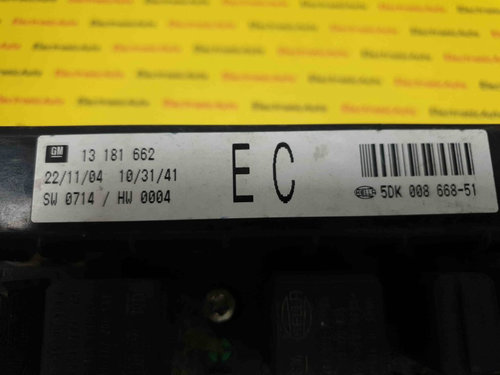 GM 13 181 662
22/11/04 10/31/41
SW 0714 / HW 0004
E C
HELLA 5DK 008 668-51